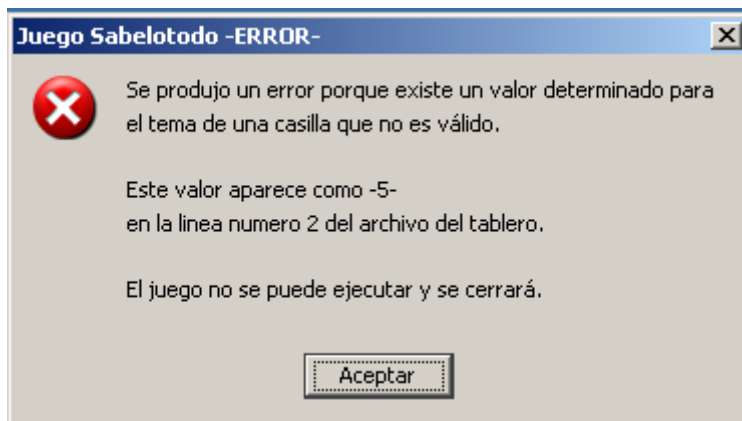 Juego Sabelotodo -ERROR-
Se produjo un error porque existe un valor determinado para
el tema de una casilla que no es válido.
Este valor aparece como -5-
en la linea numero 2 del archivo del tablero.
El juego no se puede ejecutar y se cerrará.
Aceptar